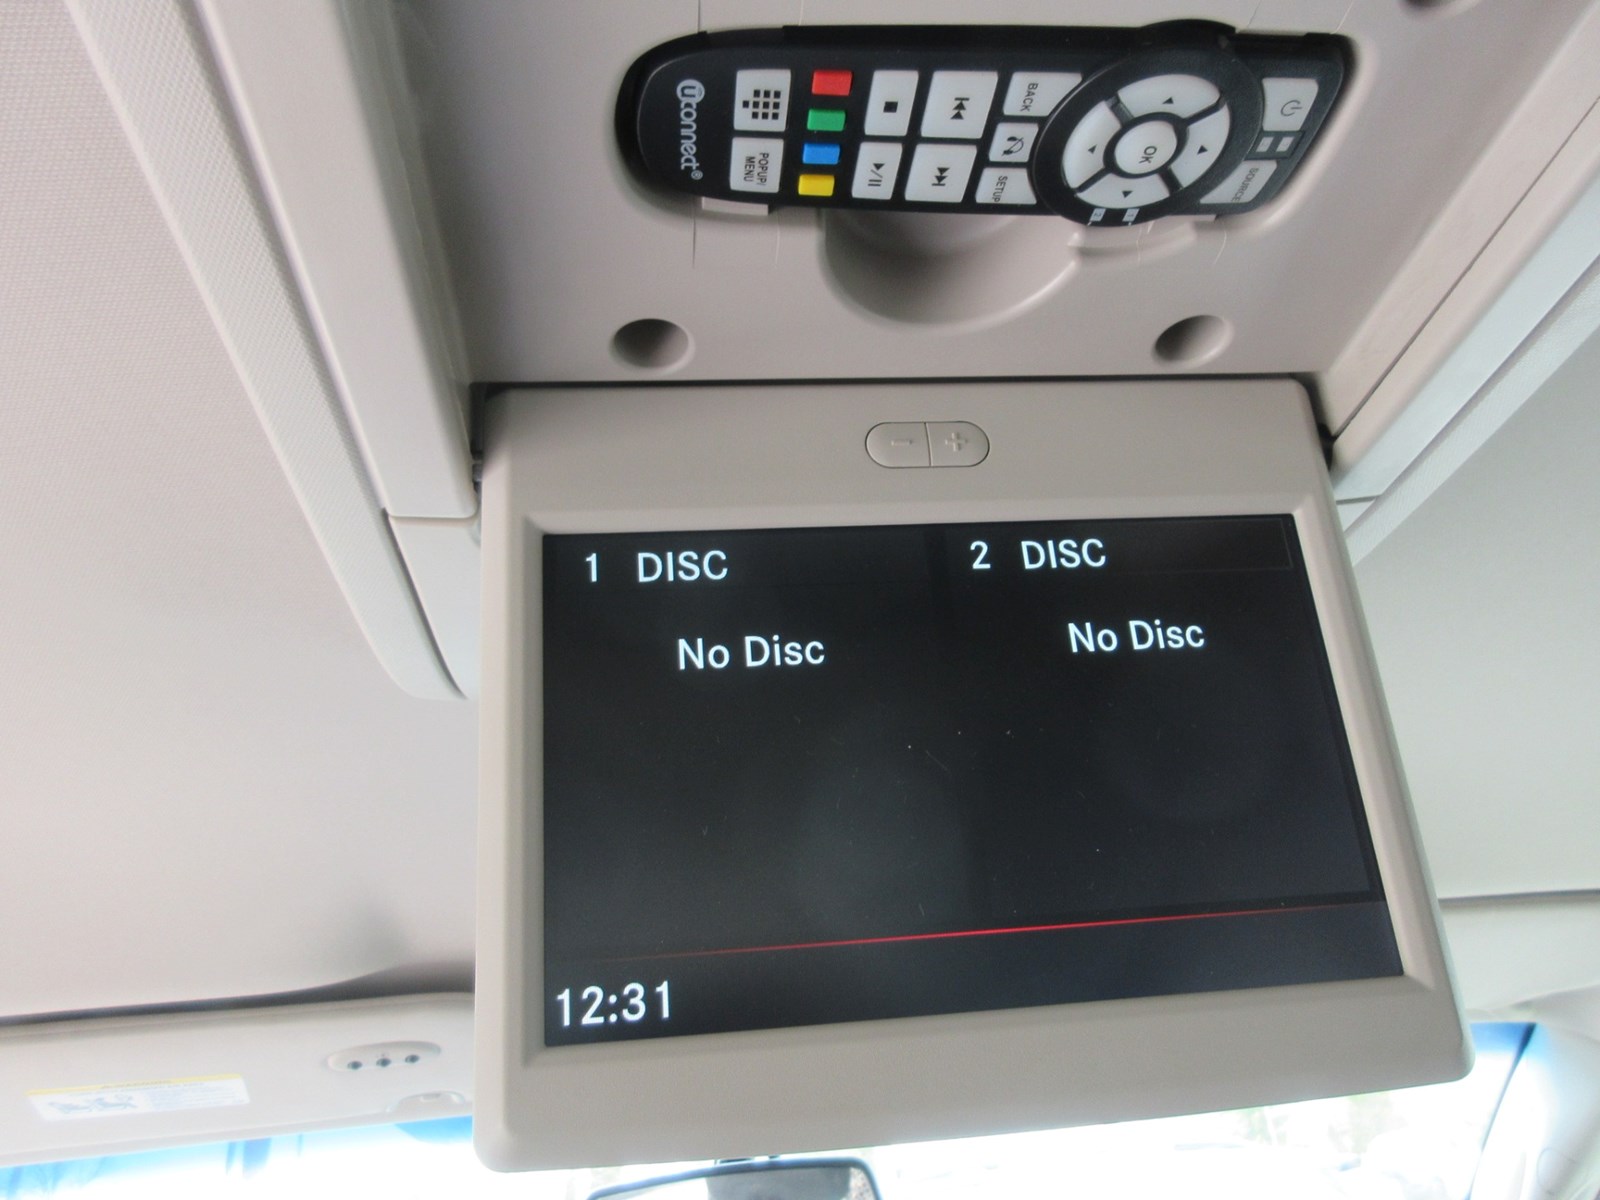 uconnect®
POPUP/
MENU
BACK
SETUP
OK
SOURCE
1 DISC
2 DISC
No Disc
No Disc
12:31